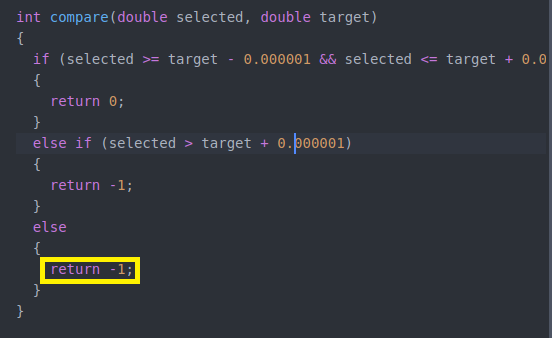 int compare(double selected, double target)
{
if (selected >= target - 0.000001 && selected <= target + 0.0
{
return 0;
}
else if (selected > target + 0.000001)
{
return -1;
}
else
{
return -1;
}
}